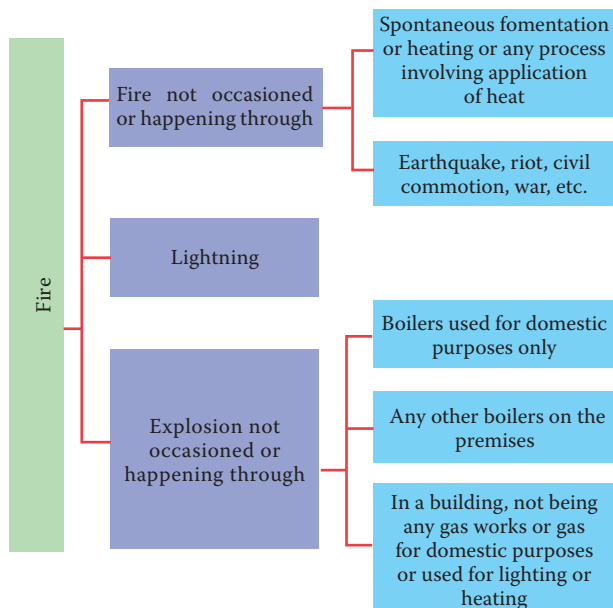 Fire
Fire not occasioned
or happening through
Spontaneous fomentation
or heating or any process
involving application
of heat
Earthquake, riot, civil
commotion, war, etc.
Lightning
Explosion not
occasioned or
happening through
Boilers used for domestic
purposes only
Any other boilers on the
premises
In a building, not being
any gas works or gas
for domestic purposes
or used for lighting or
heating